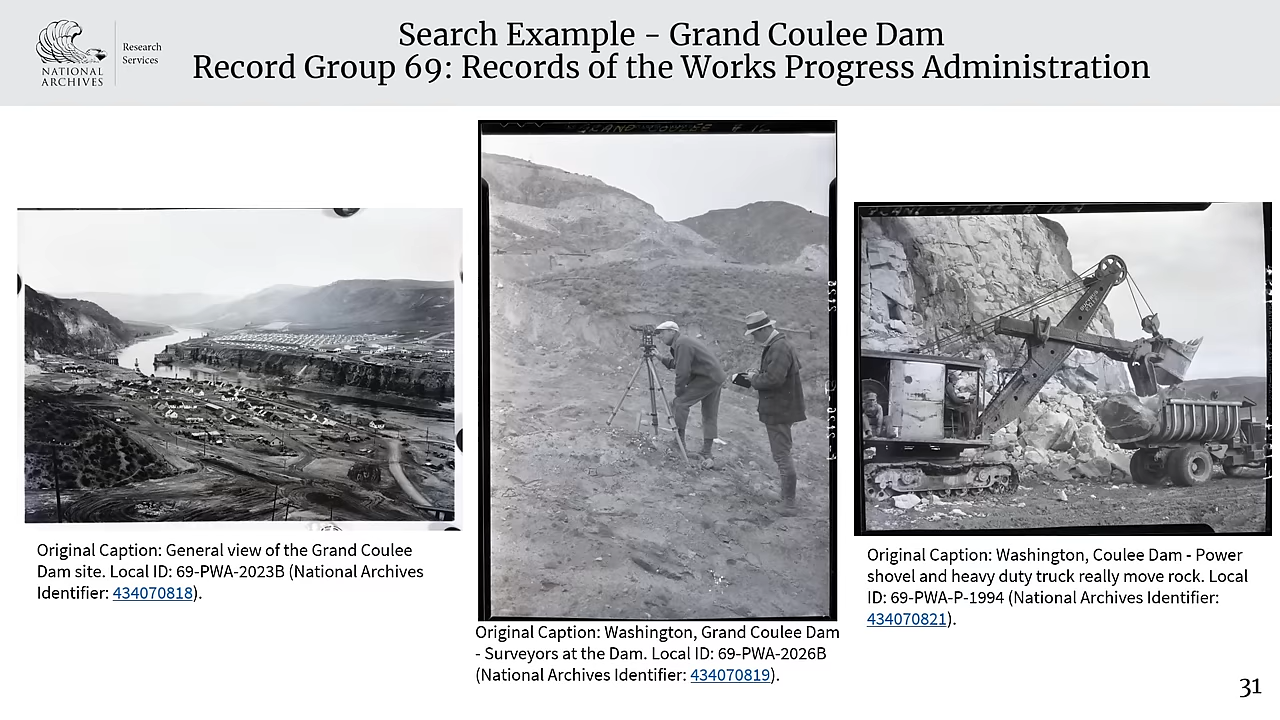 NATIONAL
ARCHIVES
Research
Services
Search Example - Grand Coulee Dam
Record Group 69: Records of the Works Progress Administration
Original Caption: General view of the Grand Coulee
Dam site. Local ID: 69-PWA-2023B (National Archives
Identifier: 434070818).
GRAND COULEE
Original Caption: Washington, Grand Coulee Dam
- Surveyors at the Dam. Local ID: 69-PWA-2026B
(National Archives Identifier: 434070819).
Original Caption: Washington, Coulee Dam - Power
shovel and heavy duty truck really move rock. Local
ID: 69-PWA-P-1994 (National Archives Identifier:
434070821).
31